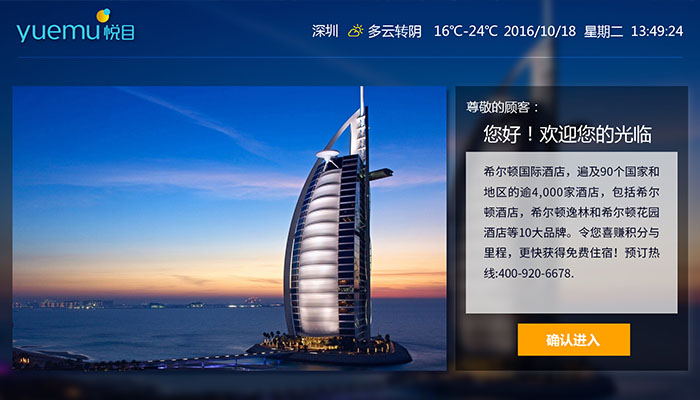 yuemu悦目
深圳 多云转阴 16℃-24℃ 2016/10/18 星期二 13:49:24
尊敬的顾客：
您好！欢迎您的光临
希尔顿国际酒店，遍及90个国家和
地区的逾4,000家酒店，包括希尔
顿酒店，希尔顿逸林和希尔顿花园
酒店等10大品牌。令您喜赚积分与
里程，更快获得免费住宿！预订热
线:400-920-6678.
确认进入